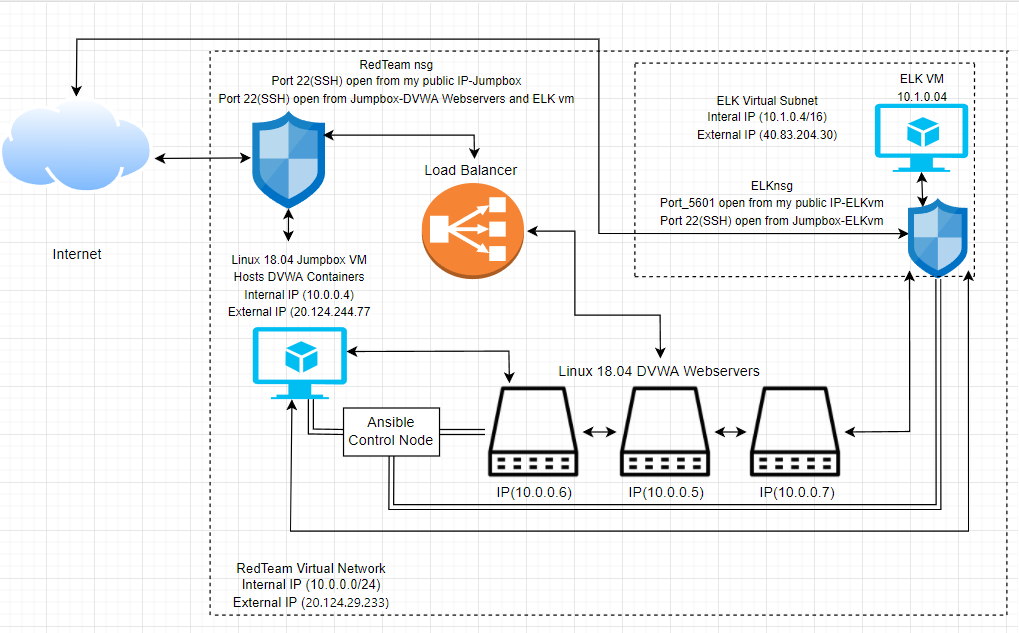 RedTeam nsg
Port 22(SSH) open from my public IP-Jumpbox
Port 22(SSH) open from Jumpbox-DVWA Webservers and ELK vm
ELK VM
10.1.0.04
ELK Virtual Subnet
Interal IP (10.1.0.4/16)
External IP (40.83.204.30)
Load Balancer
ELKnsg
Port_5601 open from my public IP-ELKvm
Port 22(SSH) open from Jumpbox-ELKvm
Internet
Linux 18.04 Jumpbox VM
Hosts DVWA Containers
Internal IP (10.0.0.4)
External IP (20.124.244.77
Linux 18.04 DVWA Webservers
Ansible
Control Node
IP(10.0.0.6)
IP(10.0.0.5)
IP(10.0.0.7)
RedTeam Virtual Network
Internal IP (10.0.0.0/24)
External IP (20.124.29.233)